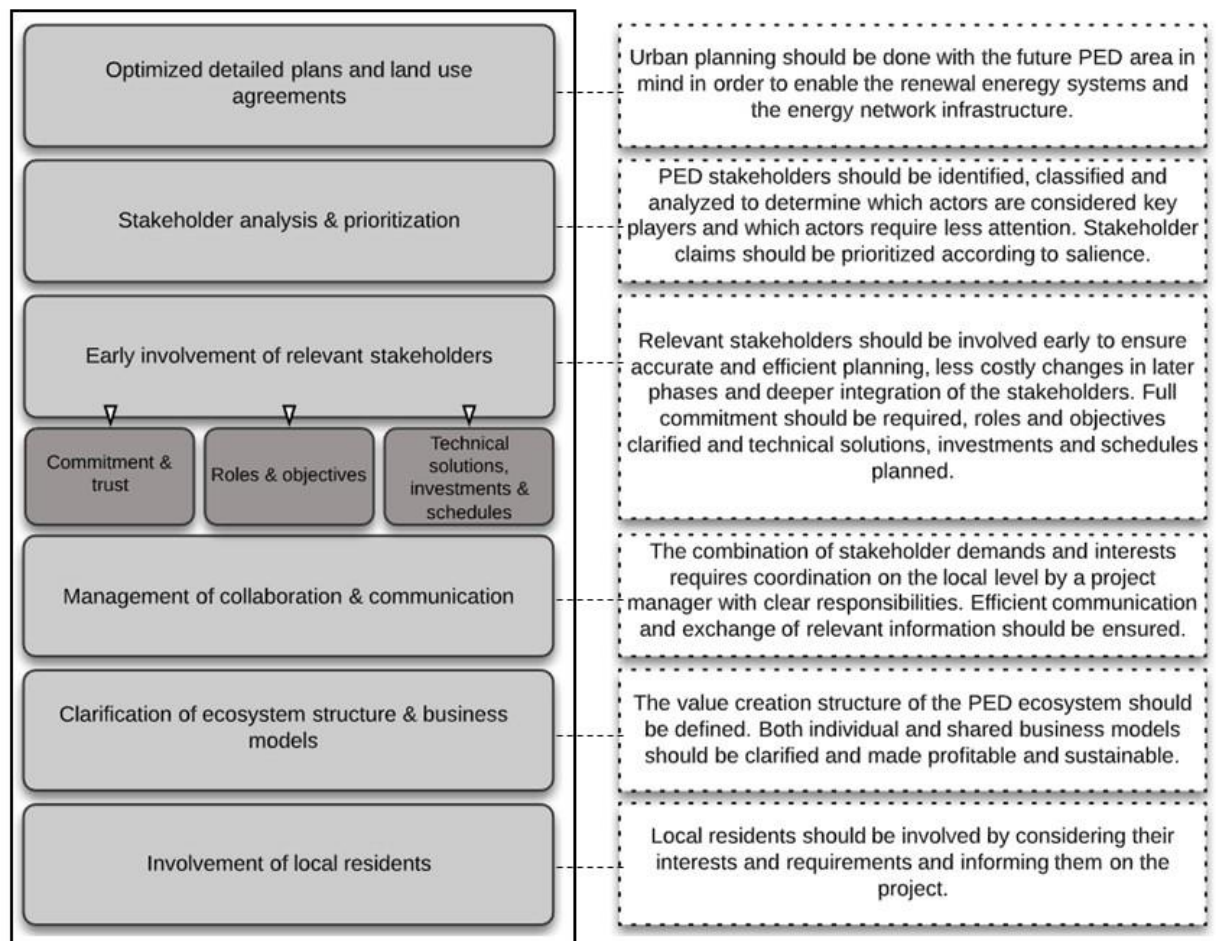 Optimized detailed plans and land use
agreements
Urban planning should be done with the future PED area in
mind in order to enable the renewal eneregy systems and
the energy network infrastructure.
Stakeholder analysis & prioritization
PED stakeholders should be identified, classified and
analyzed to determine which actors are considered key
players and which actors require less attention. Stakeholder
claims should be prioritized according to salience.
Early involvement of relevant stakeholders
Commitment &
trust
Roles & objectives
Technical
solutions,
investments &
schedules
Relevant stakeholders should be involved early to ensure
accurate and efficient planning, less costly changes in later
phases and deeper integration of the stakeholders. Full
commitment should be required, roles and objectives
clarified and technical solutions, investments and schedules
planned.
Management of collaboration & communication
The combination of stakeholder demands and interests
requires coordination on the local level by a project
manager with clear responsibilities. Efficient communication
and exchange of relevant information should be ensured.
Clarification of ecosystem structure & business
models
The value creation structure of the PED ecosystem should
be defined. Both individual and shared business models
should be clarified and made profitable and sustainable.
Involvement of local residents
Local residents should be involved by considering their
interests and requirements and informing them on the
project.